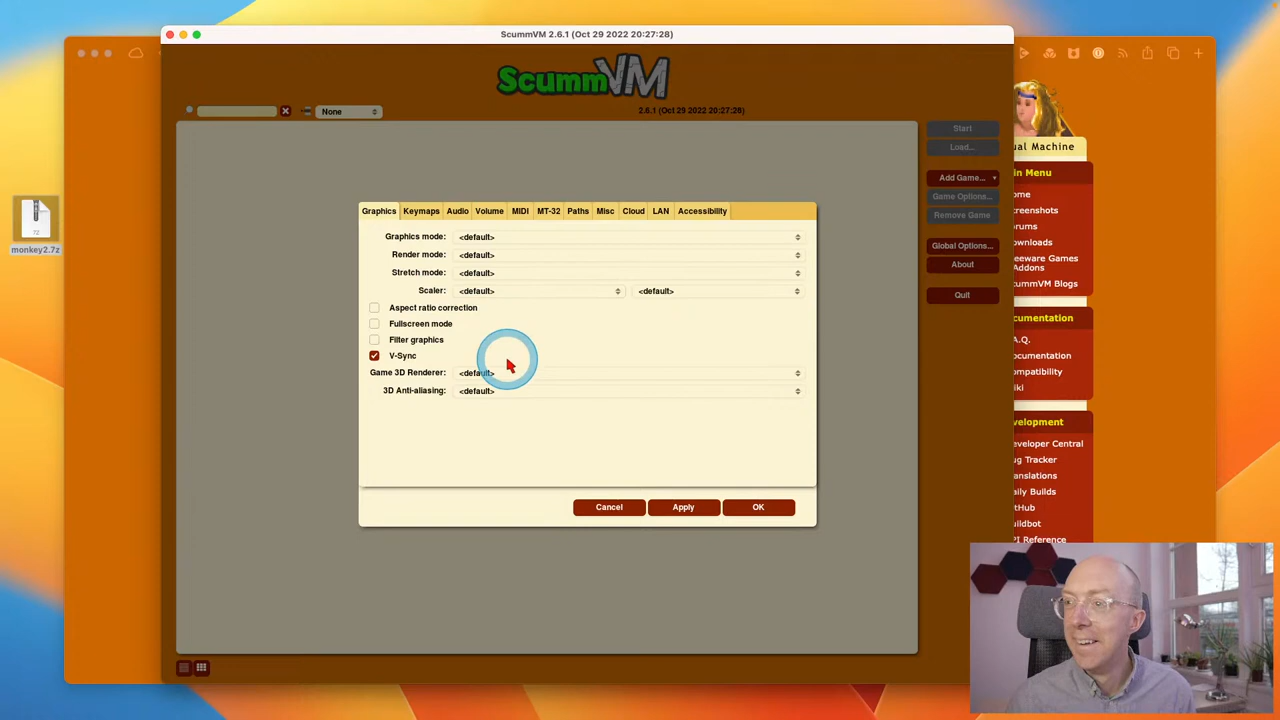 ScummVM 2.6.1 (Oct 29 2022 20:27:28)
ScummVM
None
2.6.1 (Oct 29 2022 20:27:28)
Start
Load...
Add Game...
Game Options...
Remove Game
Global Options...
About
Quit
Graphics Keymaps Audio Volume MIDI MT-32 Paths Misc Cloud LAN Accessibility
Graphics mode: <default>
Render mode: <default>
Stretch mode: <default>
Scaler: <default> <default>
Aspect ratio correction
Fullscreen mode
Filter graphics
V-Sync
Game 3D Renderer: <default>
3D Anti-aliasing: <default>
Cancel Apply OK
7Z
monkey2.7z
ual Machine
in Menu
ome
creenshots
orums
ownloads
eeware Games
Addons
cummVM Blogs
cumentation
A.Q.
ocumentation
ompatibility
iki
velopment
eveloper Central
ug Tracker
anslations
aily Builds
tHub
uildbot
PI Reference